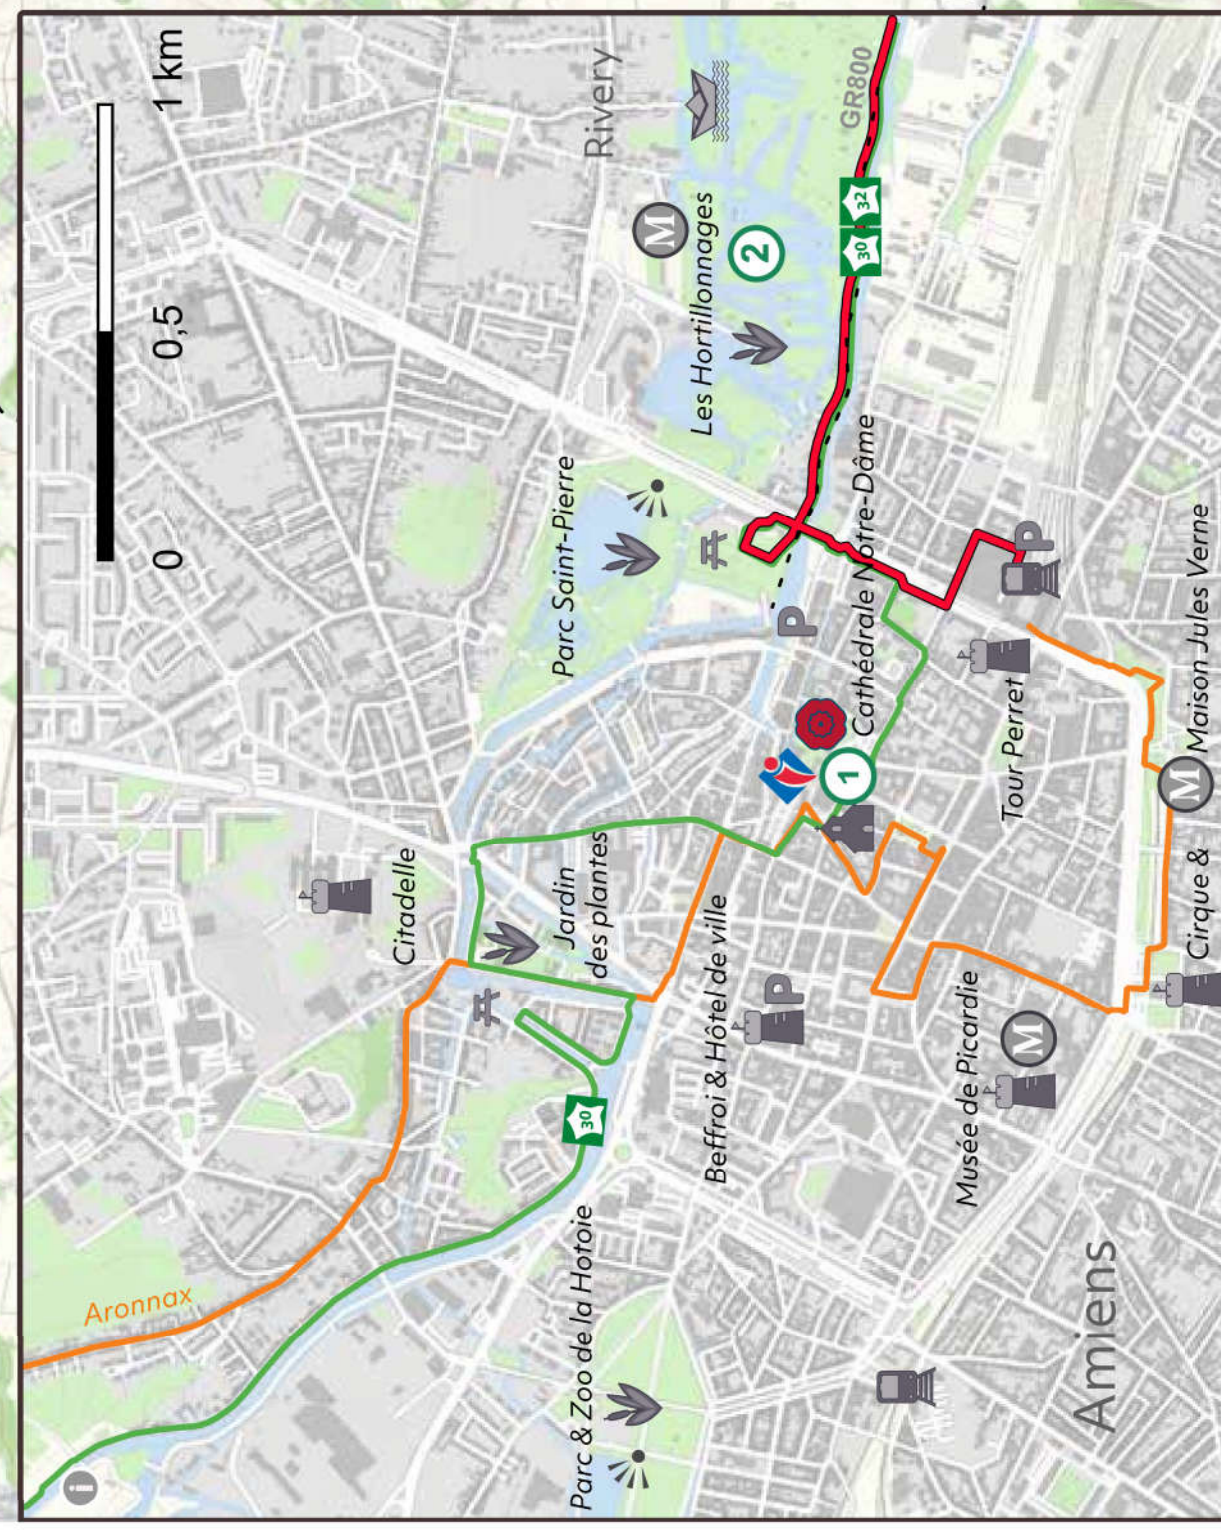 0
0,5
1 km
Rivery
GR800
M
Les Hortillonnages
2
30
32
Parc Saint-Pierre
P
Cathédrale Notre-Dâme
P
1
Citadelle
Jardin
des plantes
Tour Perret
Maison Jules Verne
M
Cirque &
Beffroi & Hôtel de ville
P
Musée de Picardie
M
30
Aronnax
Parc & Zoo de la Hotoie
Amiens
i